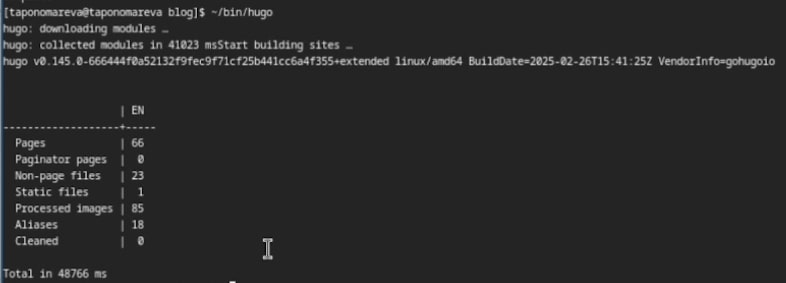 [taponomareva@taponomareva blog]$ ~/bin/hugo
hugo: downloading modules …
hugo: collected modules in 41023 msStart building sites …
hugo v0.145.0-666444f0a52132f9fec9f71cf25b441cc6a4f355+extended linux/amd64 BuildDate=2025-02-26T15:41:25Z VendorInfo=gohugoio
| EN
-------------------+-----
Pages | 66
Paginator pages | 0
Non-page files | 23
Static files | 1
Processed images | 85
Aliases | 18
Cleaned | 0
Total in 48766 ms